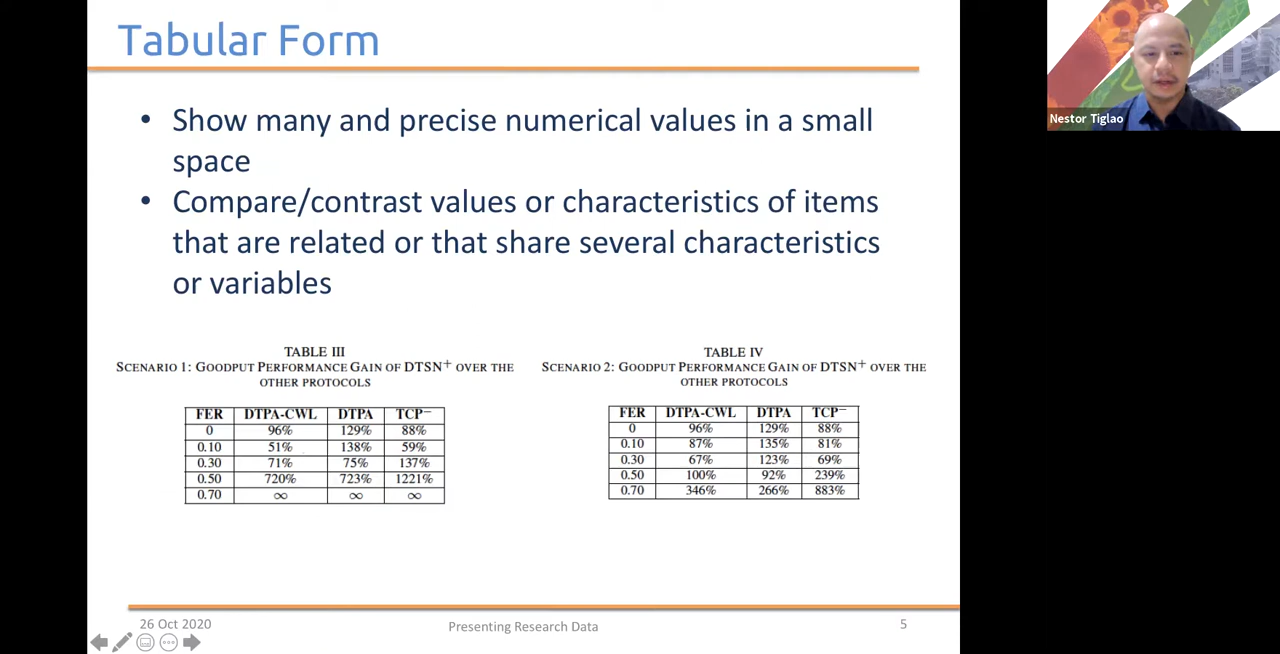 Tabular Form
• Show many and precise numerical values in a small
space
• Compare/contrast values or characteristics of items
that are related or that share several characteristics
or variables
TABLE III
SCENARIO 1: GOODPUT PERFORMANCE GAIN OF DTSN+ OVER THE
OTHER PROTOCOLS
FER DTPA-CWL DTPA TCP−
0 96% 129% 88%
0.10 51% 138% 59%
0.30 71% 75% 137%
0.50 720% 723% 1221%
0.70 ∞ ∞ ∞
TABLE IV
SCENARIO 2: GOODPUT PERFORMANCE GAIN OF DTSN+ OVER THE
OTHER PROTOCOLS
FER DTPA-CWL DTPA TCP−
0 96% 129% 88%
0.10 87% 135% 81%
0.30 67% 123% 69%
0.50 100% 92% 239%
0.70 346% 266% 883%
26 Oct 2020
Presenting Research Data
5
Nestor Tiglao